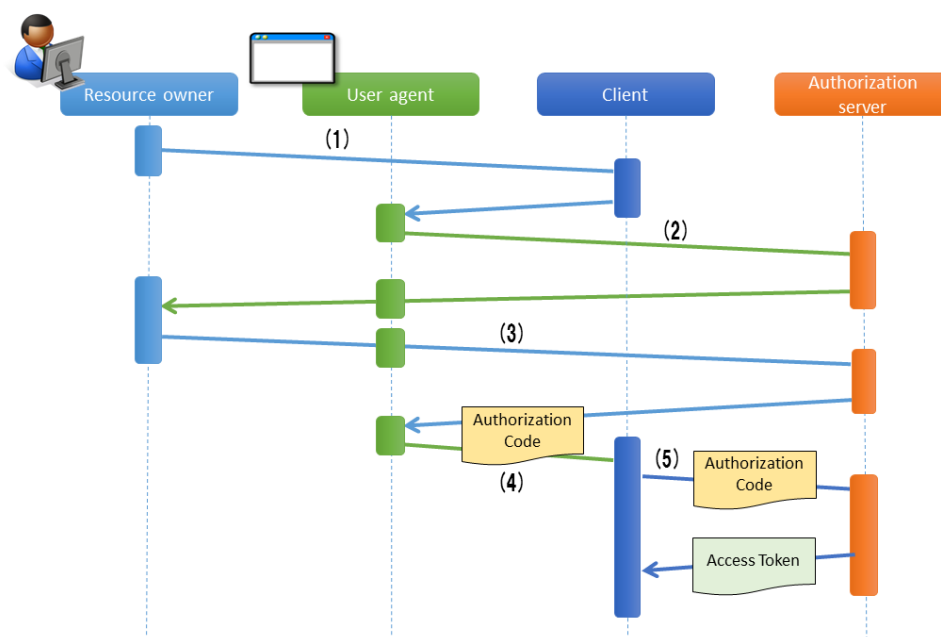 Resource owner
User agent
Client
Authorization
server
(1)
(2)
(3)
Authorization
Code
(4)
(5)
Authorization
Code
Access Token